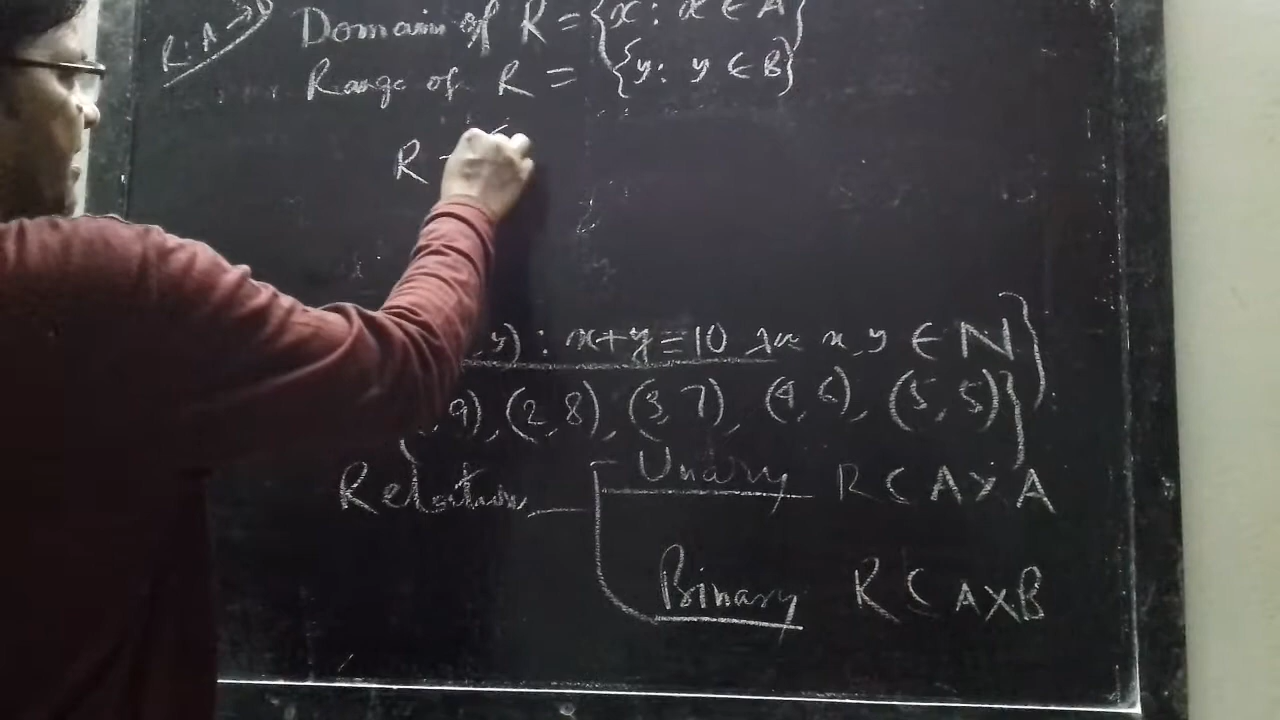 R: A→B
Domain of R = {x: x ∈ A}
Range of R = {y: y ∈ B}
R
, y) : x+y=10 x, y ∈ N}
, 9), (2, 8), (3, 7), (4, 6), (5, 5)}
Relation Unary R ⊂ A×A
Binary R ⊂ A×B